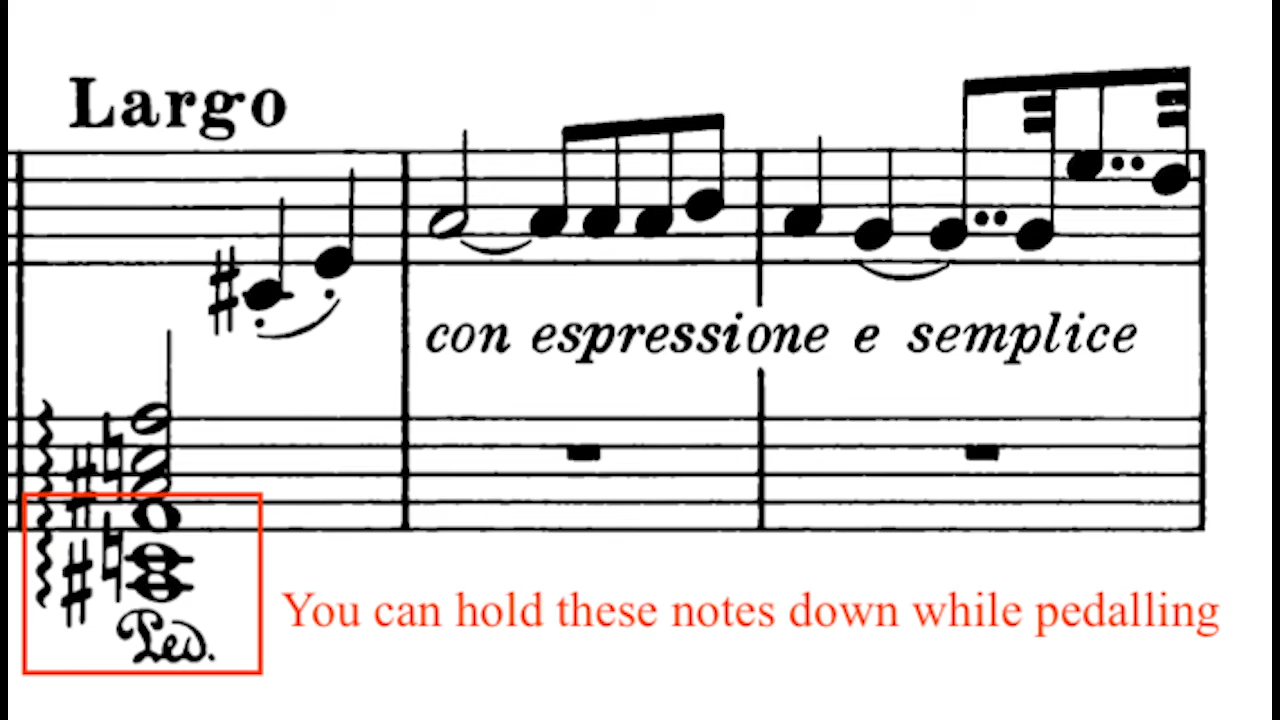 Largo
con espressione e semplice
You can hold these notes down while pedalling
Ped.